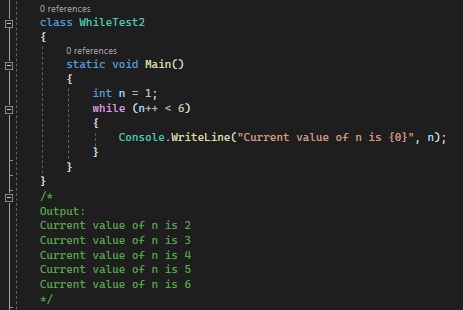 0 references
class WhileTest2
{
0 references
static void Main()
{
int n = 1;
while (n++ < 6)
{
Console.WriteLine("Current value of n is {0}", n);
}
}
}
/*
Output:
Current value of n is 2
Current value of n is 3
Current value of n is 4
Current value of n is 5
Current value of n is 6
*/